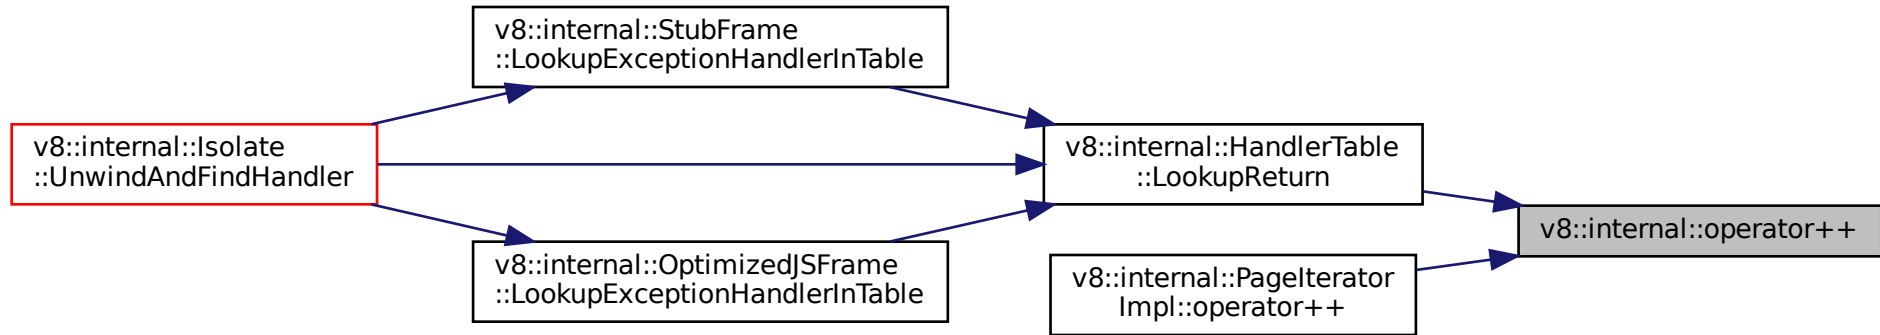 v8::internal::StubFrame
::LookupExceptionHandlerInTable
v8::internal::Isolate
::UnwindAndFindHandler
v8::internal::HandlerTable
::LookupReturn
v8::internal::operator++
v8::internal::OptimizedJSFrame
::LookupExceptionHandlerInTable
v8::internal::PageIterator
Impl::operator++